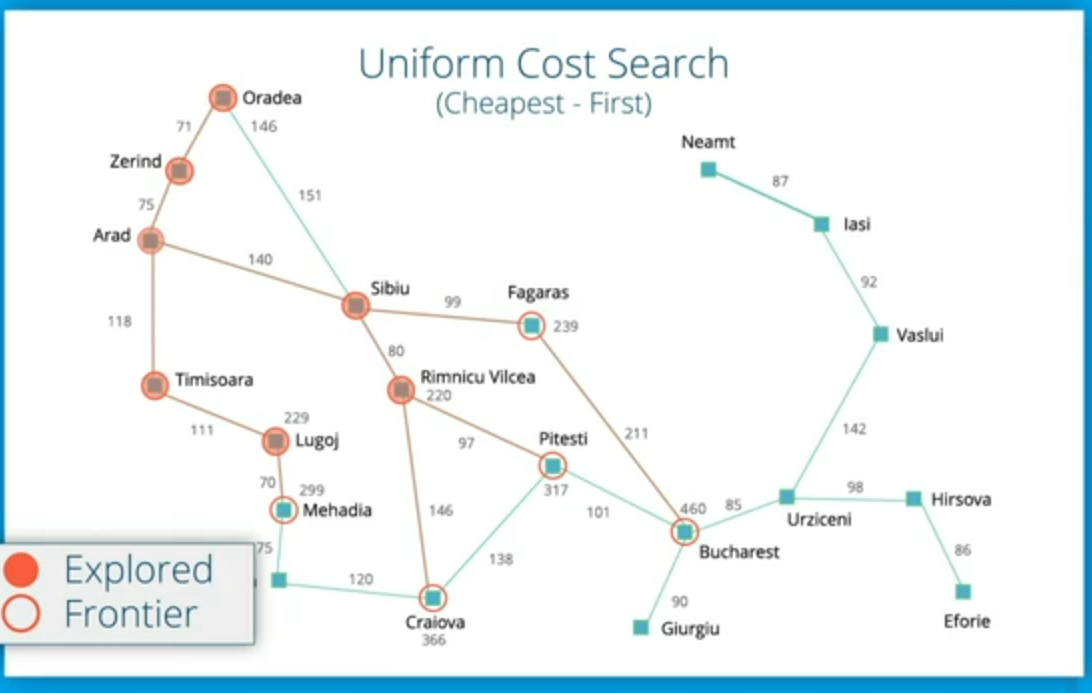 Uniform Cost Search
(Cheapest - First)
Oradea
71
146
Zerind
151
75
Arad
140
118
Sibiu
99
Fagaras
239
80
Rimnicu Vilcea
220
Timisoara
111
229
Lugoj
97
Pitesti
317
211
70
299
Mehadia
146
101
460
85
Bucharest
75
120
138
Craiova
366
90
Giurgiu
Neamt
87
Iasi
92
Vaslui
142
98
Urziceni
Hirsova
86
Eforie
Explored
Frontier